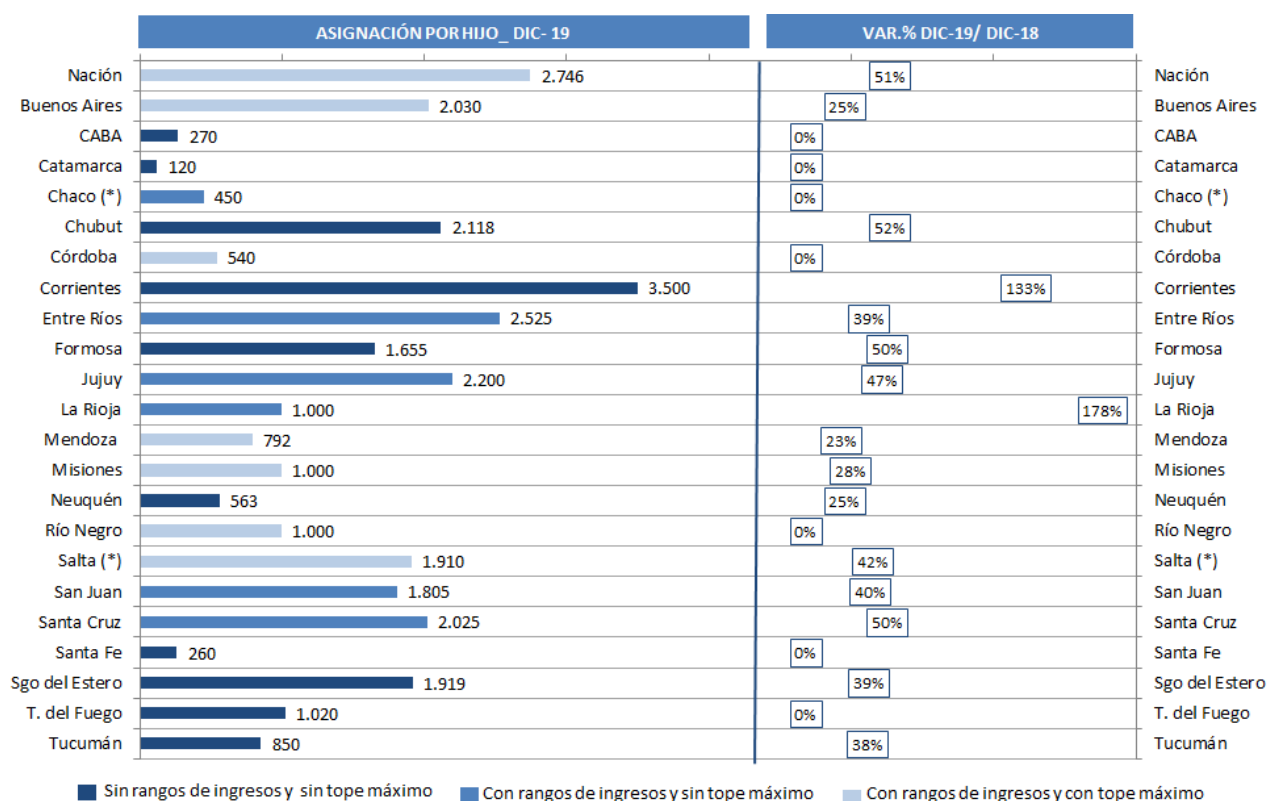 ASIGNACIÓN POR HIJO_ DIC- 19 VAR.% DIC-19/ DIC-18
Nación 2.746 51% Nación
Buenos Aires 2.030 25% Buenos Aires
CABA 270 0% CABA
Catamarca 120 0% Catamarca
Chaco (*) 450 0% Chaco (*)
Chubut 2.118 52% Chubut
Córdoba 540 0% Córdoba
Corrientes 3.500 133% Corrientes
Entre Ríos 2.525 39% Entre Ríos
Formosa 1.655 50% Formosa
Jujuy 2.200 47% Jujuy
La Rioja 1.000 178% La Rioja
Mendoza 792 23% Mendoza
Misiones 1.000 28% Misiones
Neuquén 563 25% Neuquén
Río Negro 1.000 0% Río Negro
Salta (*) 1.910 42% Salta (*)
San Juan 1.805 40% San Juan
Santa Cruz 2.025 50% Santa Cruz
Santa Fe 260 0% Santa Fe
Sgo del Estero 1.919 39% Sgo del Estero
T. del Fuego 1.020 0% T. del Fuego
Tucumán 850 38% Tucumán
Sin rangos de ingresos y sin tope máximo Con rangos de ingresos y sin tope máximo Con rangos de ingresos y con tope máximo